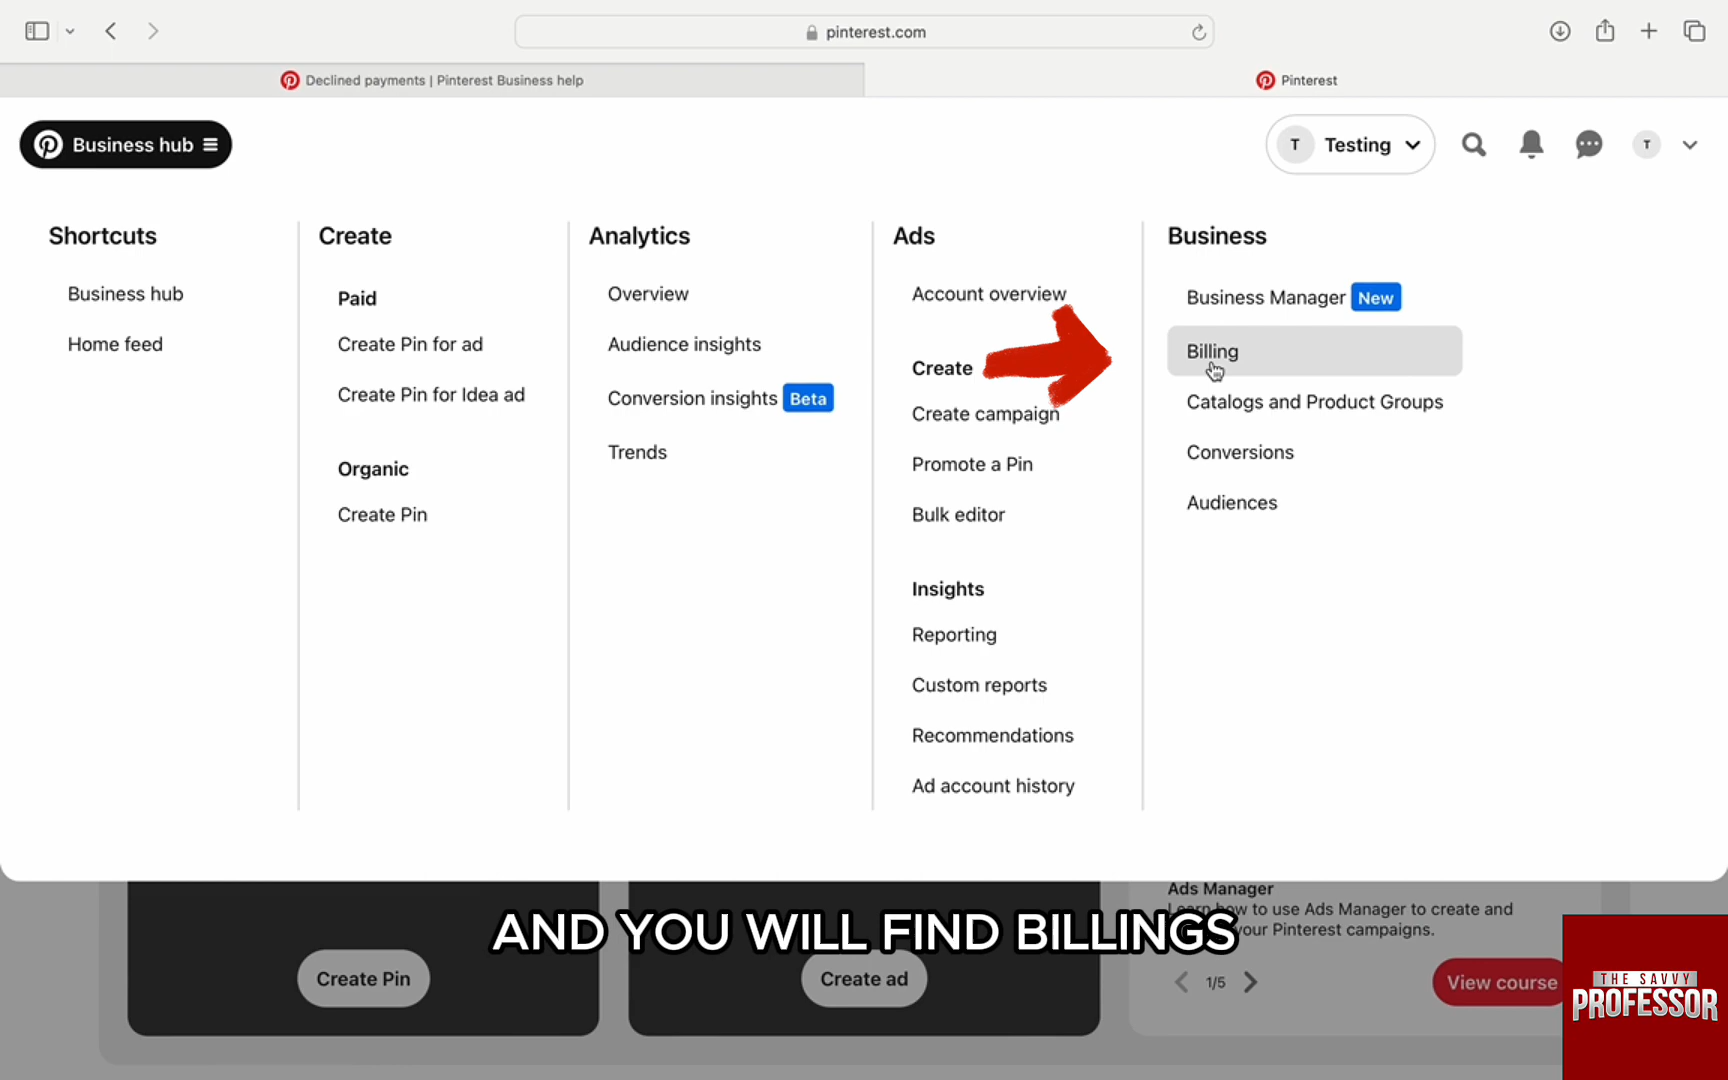 pinterest.com
Declined payments | Pinterest Business help
Pinterest
Business hub
T Testing
T
Shortcuts
Business hub
Home feed
Create
Paid
Create Pin for ad
Create Pin for Idea ad
Organic
Create Pin
Analytics
Overview
Audience insights
Conversion insights Beta
Trends
Ads
Account overview
Create
Create campaign
Promote a Pin
Bulk editor
Insights
Reporting
Custom reports
Recommendations
Ad account history
Business
Business Manager New
Billing
Catalogs and Product Groups
Conversions
Audiences
Ads Manager
Learn how to use Ads Manager to create and
your Pinterest campaigns.
AND YOU WILL FIND BILLINGS
Create Pin
Create ad
1/5
View course
THE SAVVY
PROFESSOR